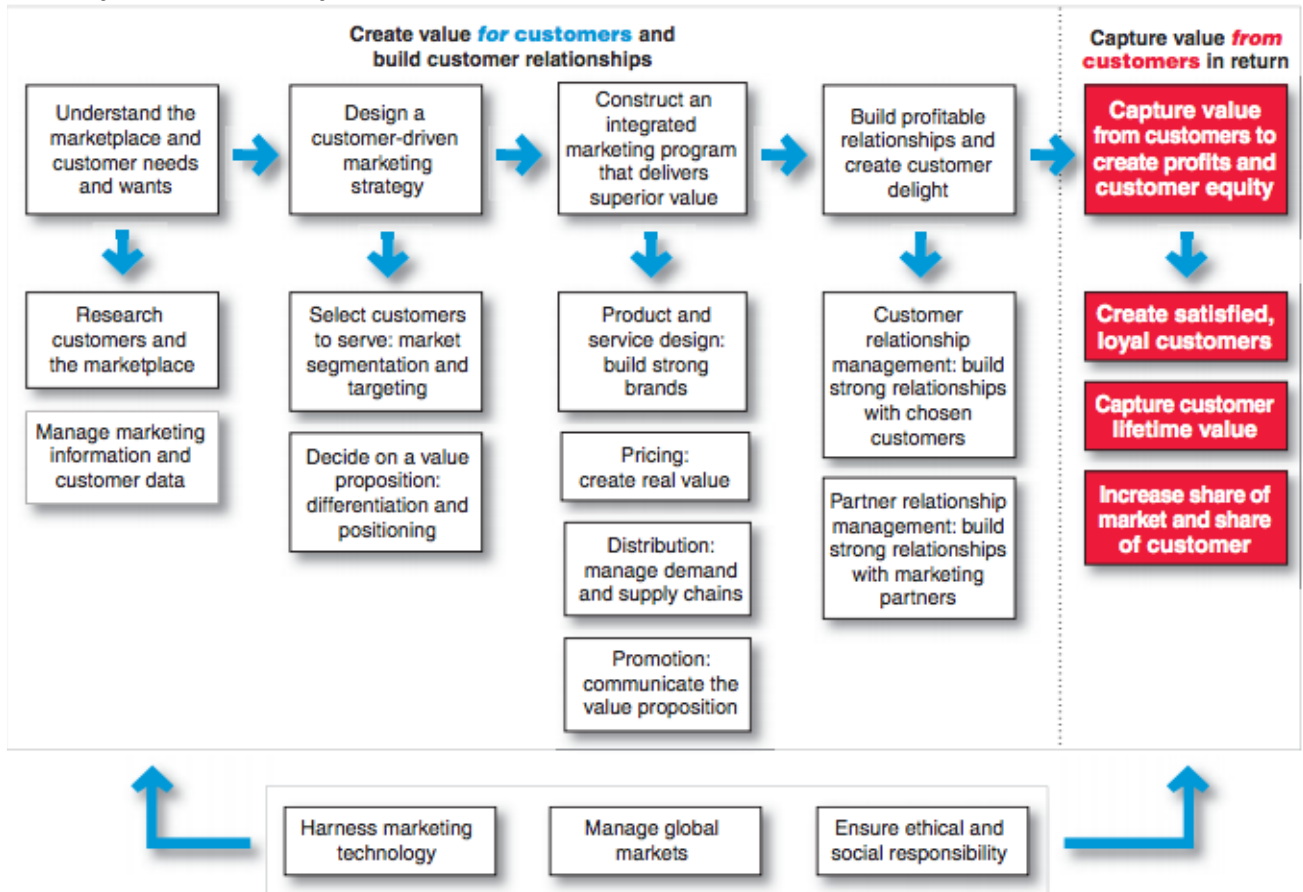 Create value for customers and
build customer relationships
Capture value from
customers in return
Understand the
marketplace and
customer needs
and wants
Design a
customer-driven
marketing
strategy
Construct an
integrated
marketing program
that delivers
superior value
Build profitable
relationships and
create customer
delight
Capture value
from customers to
create profits and
customer equity
Research
customers and
the marketplace
Manage marketing
information and
customer data
Select customers
to serve: market
segmentation and
targeting
Decide on a value
proposition:
differentiation and
positioning
Product and
service design:
build strong
brands
Pricing:
create real value
Distribution:
manage demand
and supply chains
Promotion:
communicate the
value proposition
Customer
relationship
management: build
strong relationships
with chosen
customers
Partner relationship
management: build
strong relationships
with marketing
partners
Create satisfied,
loyal customers
Capture customer
lifetime value
Increase share of
market and share
of customer
Harness marketing
technology
Manage global
markets
Ensure ethical and
social responsibility